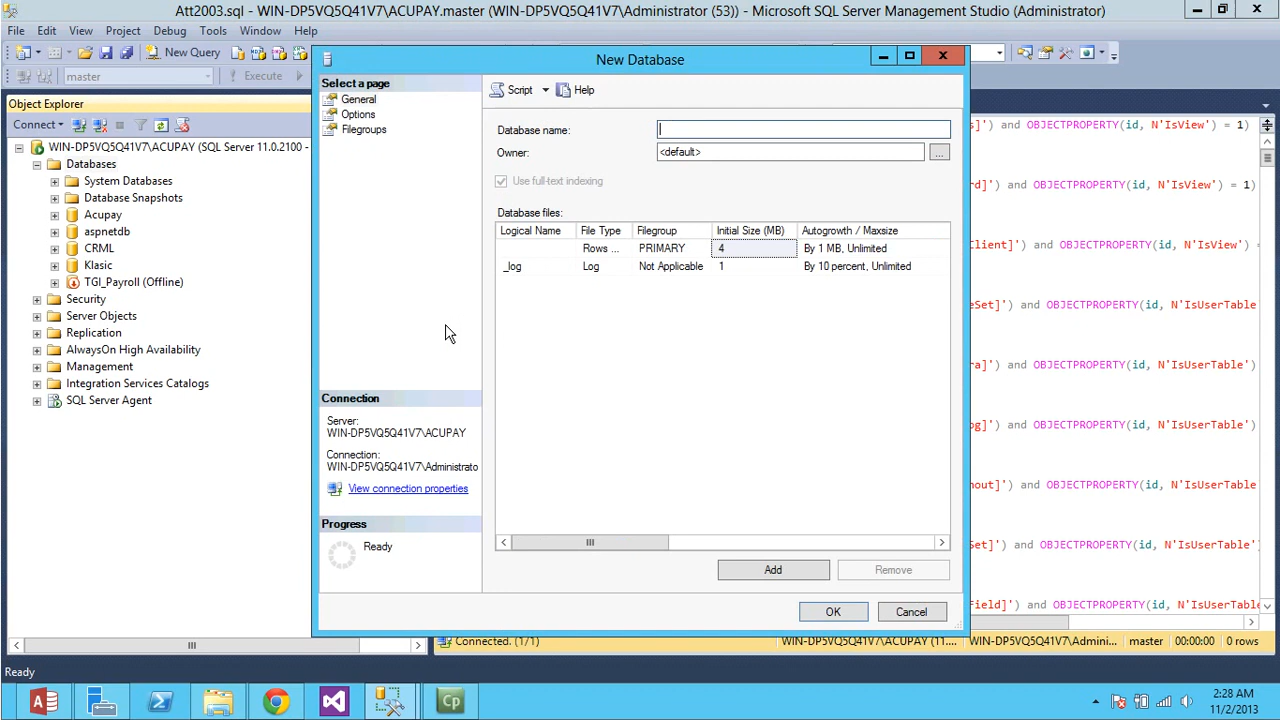 Att2003.sql - WIN-DP5VQ5Q41V7\ACUPAY.master (WIN-DP5VQ5Q41V7\Administrator (53)) - Microsoft SQL Server Management Studio (Administrator)
File Edit View Project Debug Tools Window Help
New Query
master Execute
Object Explorer
Connect
WIN-DP5VQ5Q41V7\ACUPAY (SQL Server 11.0.2100 -
Databases
System Databases
Database Snapshots
Acupay
aspnetdb
CRML
Klasic
TGI_Payroll (Offline)
Security
Server Objects
Replication
AlwaysOn High Availability
Management
Integration Services Catalogs
SQL Server Agent
New Database
Select a page
General
Options
Filegroups
Script Help
Database name:
Owner: <default> ...
Use full-text indexing
Database files:
Logical Name File Type Filegroup Initial Size (MB) Autogrowth / Maxsize
Rows ... PRIMARY 4 By 1 MB, Unlimited
_log Log Not Applicable 1 By 10 percent, Unlimited
Connection
Server:
WIN-DP5VQ5Q41V7\ACUPAY
Connection:
WIN-DP5VQ5Q41V7\Administrato
View connection properties
Progress
Ready
Add Remove
OK Cancel
s]') and OBJECTPROPERTY(id, N'IsView') = 1)
rd]') and OBJECTPROPERTY(id, N'IsView') = 1)
lient]') and OBJECTPROPERTY(id, N'IsView') = 1)
eSet]') and OBJECTPROPERTY(id, N'IsUserTable'
ra]') and OBJECTPROPERTY(id, N'IsUserTable')
og]') and OBJECTPROPERTY(id, N'IsUserTable')
out]') and OBJECTPROPERTY(id, N'IsUserTable
Set]') and OBJECTPROPERTY(id, N'IsUserTable'
ield]') and OBJECTPROPERTY(id, N'IsUserTable
Connected. (1/1) WIN-DP5VQ5Q41V7\ACUPAY (11.... WIN-DP5VQ5Q41V7\Admini... master 00:00:00 0 rows
Ready
Cp
2:28 AM
11/2/2013